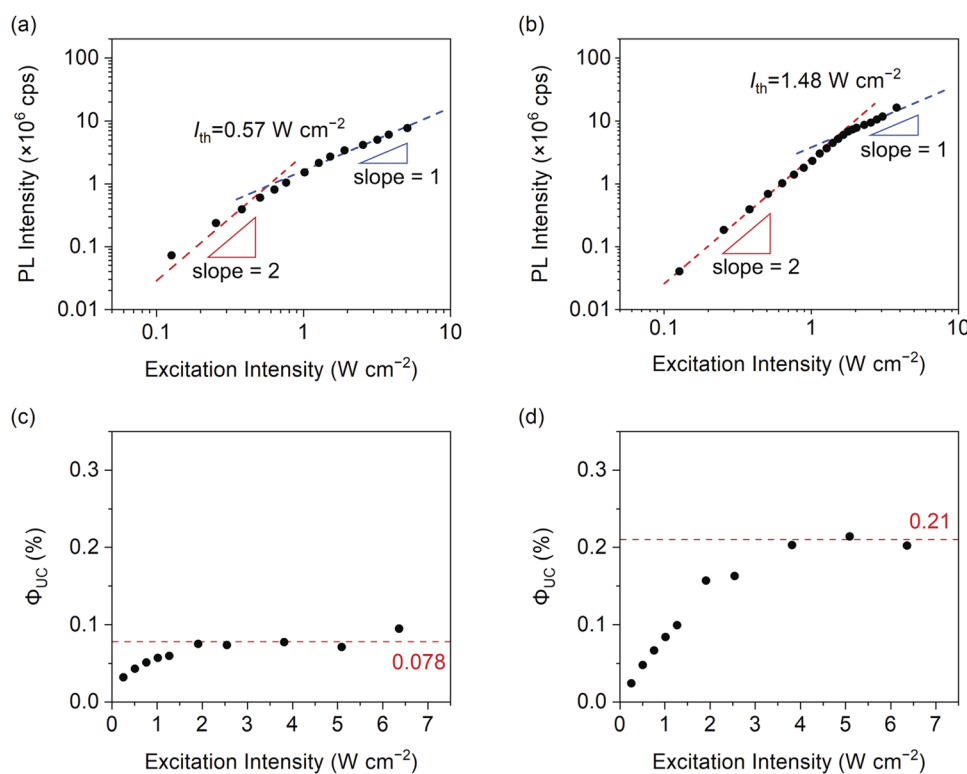 (a)
PL Intensity (×10⁶ cps)
100
10
1
0.1
0.01
I_th=0.57 W cm⁻²
slope = 1
slope = 2
0.1 1 10
Excitation Intensity (W cm⁻²)
(b)
PL Intensity (×10⁶ cps)
100
10
1
0.1
0.01
I_th=1.48 W cm⁻²
slope = 1
slope = 2
0.1 1 10
Excitation Intensity (W cm⁻²)
(c)
Φ_UC (%)
0.3
0.2
0.1
0.0
0.078
0 1 2 3 4 5 6 7
Excitation Intensity (W cm⁻²)
(d)
Φ_UC (%)
0.3
0.2
0.1
0.0
0.21
0 1 2 3 4 5 6 7
Excitation Intensity (W cm⁻²)